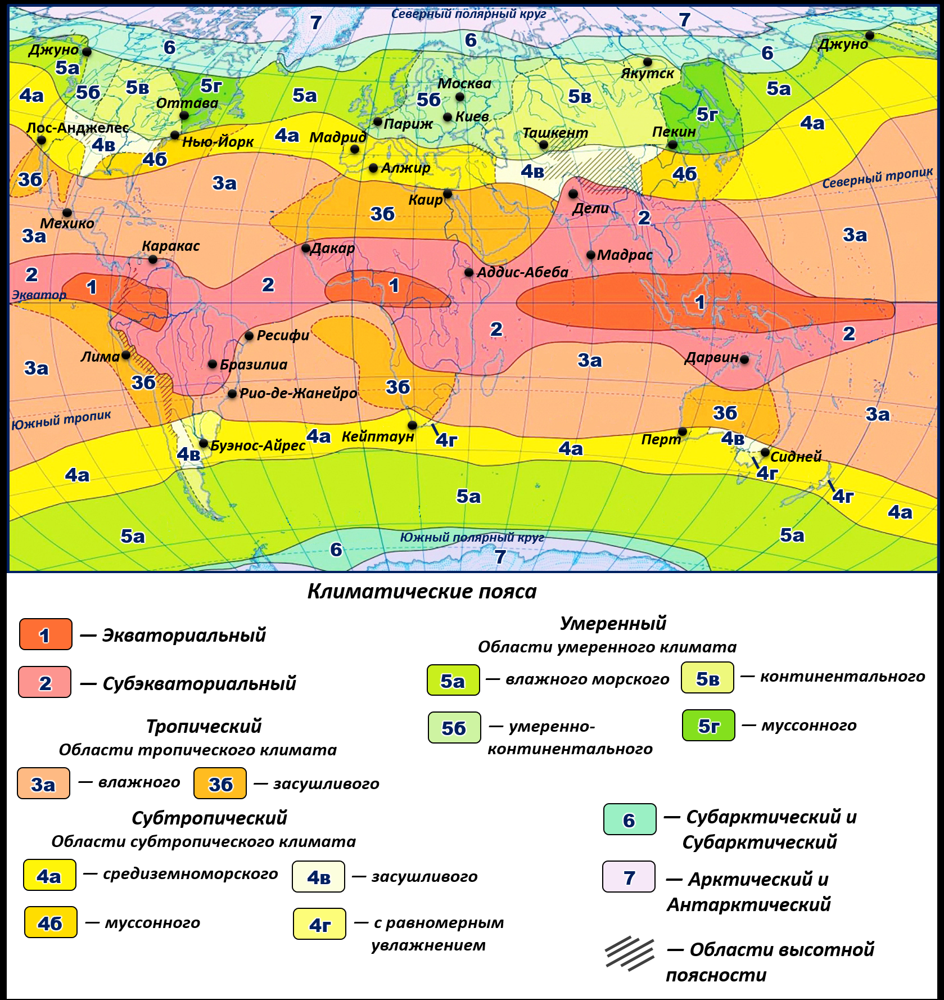 Северный полярный круг
7
7
6
6
6
Джуно
Джуно
5а
5б
5в
5г
5а
Москва
5б
5в
Якутск
5а
4а
Оттава
Париж
Киев
5г
4а
Лос-Анджелес
4в
Нью-Йорк
4а
Мадрид
Ташкент
Пекин
4б
Алжир
4в
4б
3б
3а
Северный тропик
Каир
Дели
3б
2
Мехико
3а
3а
Каракас
Дакар
Мадрас
2
1
2
1
Аддис-Абеба
Экватор
1
2
2
Ресифи
Лима
3а
Бразилиа
3а
Дарвин
3б
Рио-де-Жанейро
3б
Южный тропик
3б
3а
4а
Кейптаун
4г
Перт
4в
Буэнос-Айрес
4в
4а
Сидней
4а
4г
5а
4г
4а
5а
5а
Южный полярный круг
6
7
Климатические пояса
1 — Экваториальный
2 — Субэкваториальный
Тропический
Области тропического климата
3а — влажного 3б — засушливого
Субтропический
Области субтропического климата
4а — средиземноморского 4в — засушливого
4б — муссонного 4г — с равномерным
увлажнением
Умеренный
Области умеренного климата
5а — влажного морского 5в — континентального
5б — умеренно- 5г — муссонного
континентального
6 — Субарктический и
Субарктический
7 — Арктический и
Антарктический
— Области высотной
поясности